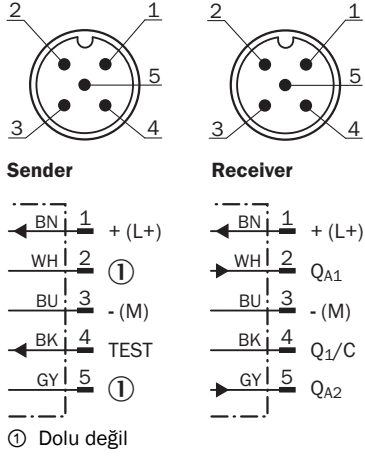 2 1 2 1
5 5
3 4 3 4
Sender Receiver
BN 1 + (L+) BN 1 + (L+)
WH 2 ① WH 2 QA1
BU 3 - (M) BU 3 - (M)
BK 4 TEST BK 4 Q1/C
GY 5 ① GY 5 QA2
① Dolu değil